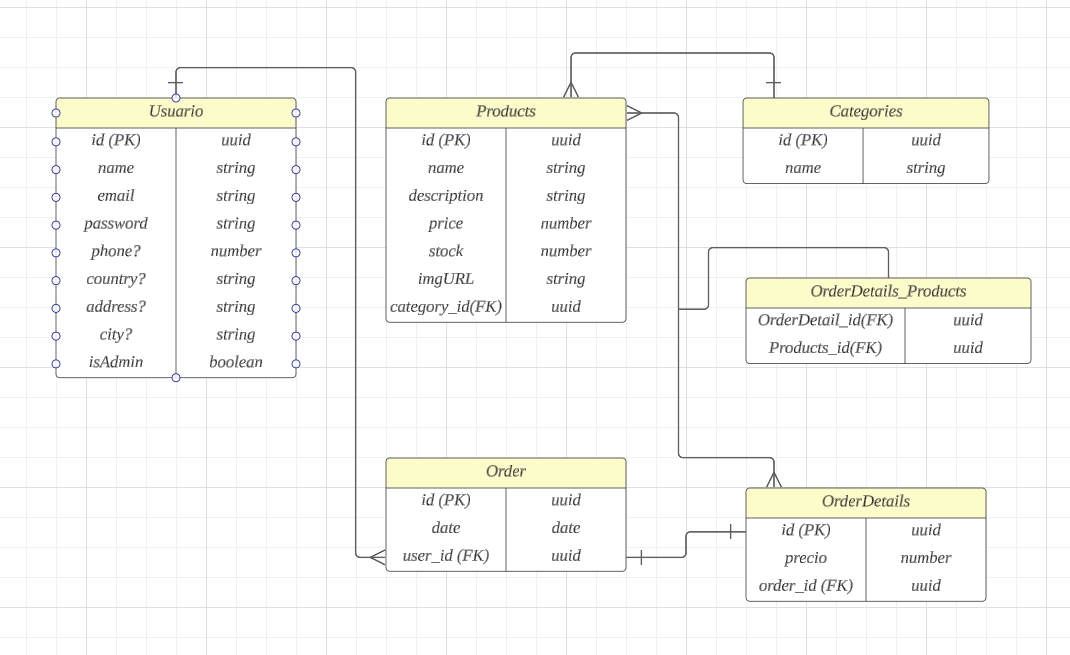 Usuario
id (PK) uuid
name string
email string
password string
phone? number
country? string
address? string
city? string
isAdmin boolean
Products
id (PK) uuid
name string
description string
price number
stock number
imgURL string
category_id(FK) uuid
Categories
id (PK) uuid
name string
OrderDetails_Products
OrderDetail_id(FK) uuid
Products_id(FK) uuid
Order
id (PK) uuid
date date
user_id (FK) uuid
OrderDetails
id (PK) uuid
precio number
order_id (FK) uuid